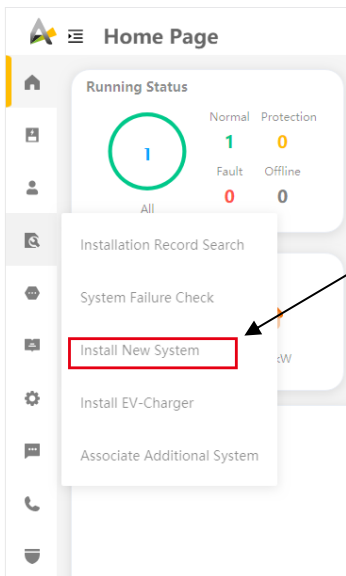 Home Page
Running Status
Normal Protection
1 0
1
Fault Offline
0 0
All
Installation Record Search
System Failure Check
Install New System
:W
Install EV-Charger
Associate Additional System